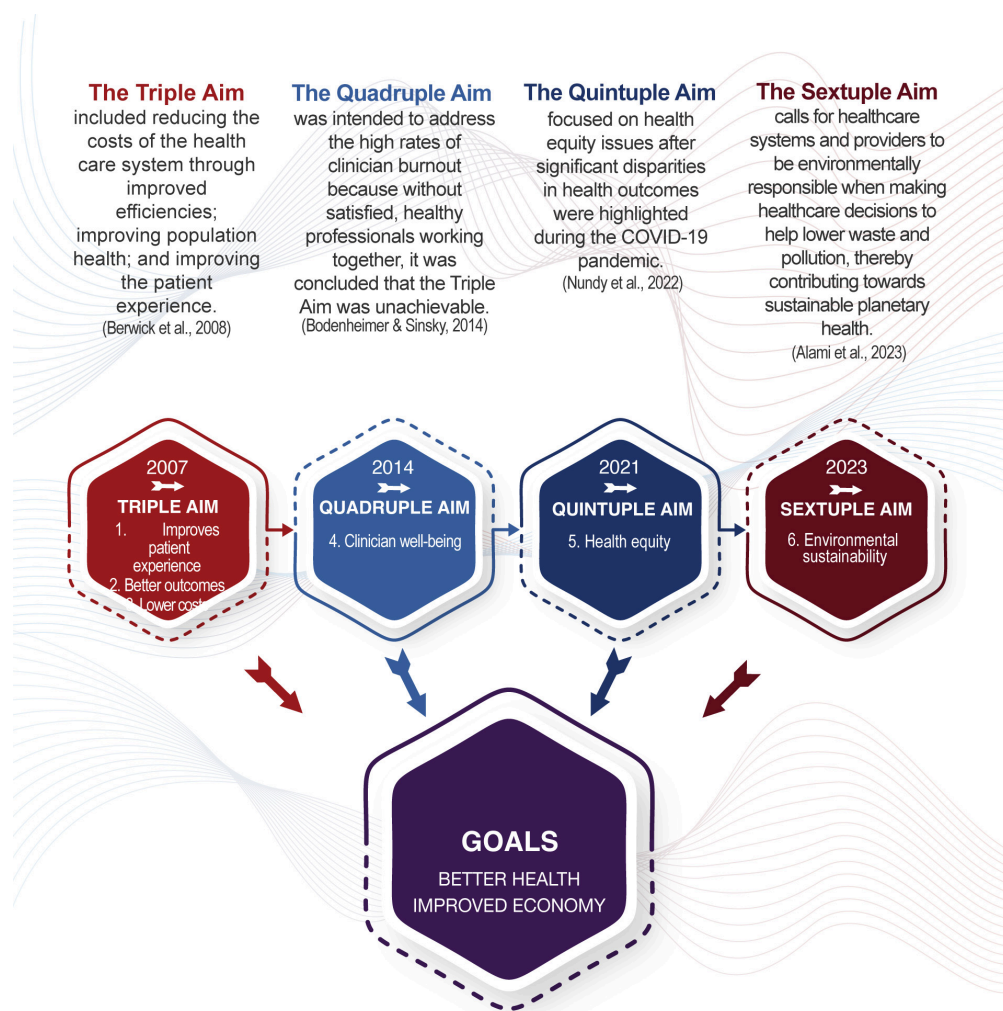 The Triple Aim
included reducing the
costs of the health
care system through
improved
efficiencies;
improving population
health; and improving
the patient
experience.
(Berwick et al., 2008)
The Quadruple Aim
was intended to address
the high rates of
clinician burnout
because without
satisfied, healthy
professionals working
together, it was
concluded that the Triple
Aim was unachievable.
(Bodenheimer & Sinsky, 2014)
The Quintuple Aim
focused on health
equity issues after
significant disparities
in health outcomes
were highlighted
during the COVID-19
pandemic.
(Nundy et al., 2022)
The Sextuple Aim
calls for healthcare
systems and providers to
be environmentally
responsible when making
healthcare decisions to
help lower waste and
pollution, thereby
contributing towards
sustainable planetary
health.
(Alami et al., 2023)
2007
TRIPLE AIM
1. Improves
patient
experience
2. Better outcomes
3. Lower costs
2014
QUADRUPLE AIM
4. Clinician well-being
2021
QUINTUPLE AIM
5. Health equity
2023
SEXTUPLE AIM
6. Environmental
sustainability
GOALS
BETTER HEALTH
IMPROVED ECONOMY